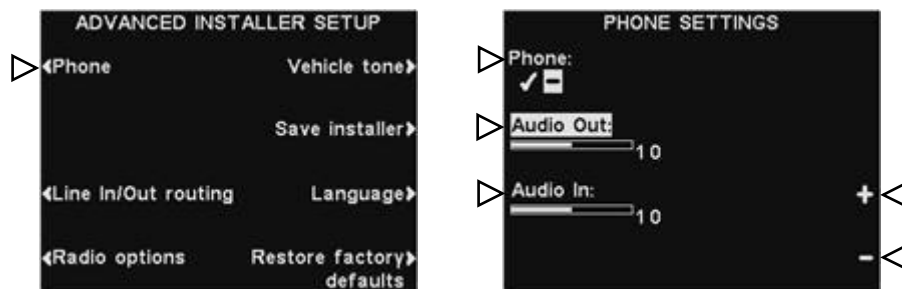 ADVANCED INSTALLER SETUP
Phone Vehicle tone
Save installer
Line In/Out routing Language
Radio options Restore factory
defaults
PHONE SETTINGS
Phone:
✓ -
Audio Out:
10
Audio In:
10
+
-